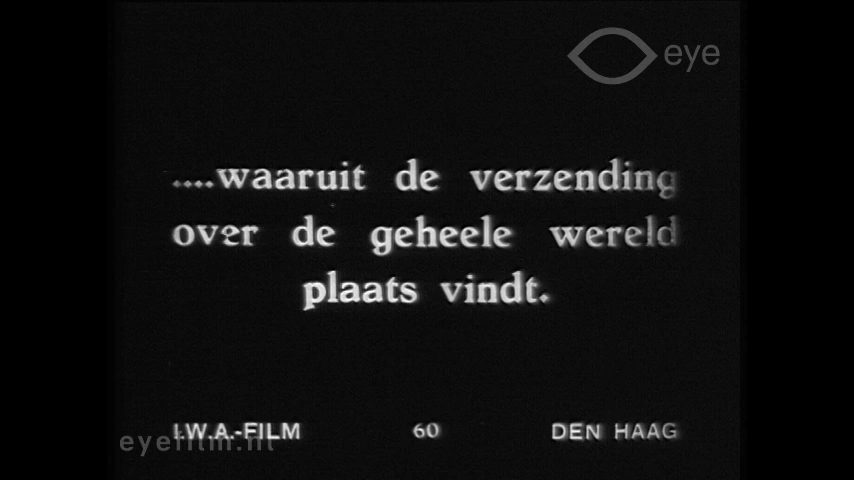 eye
....waaruit de verzending
over de geheele wereld
plaats vindt.
I.W.A.-FILM 60 DEN HAAG
eyefilm.nl